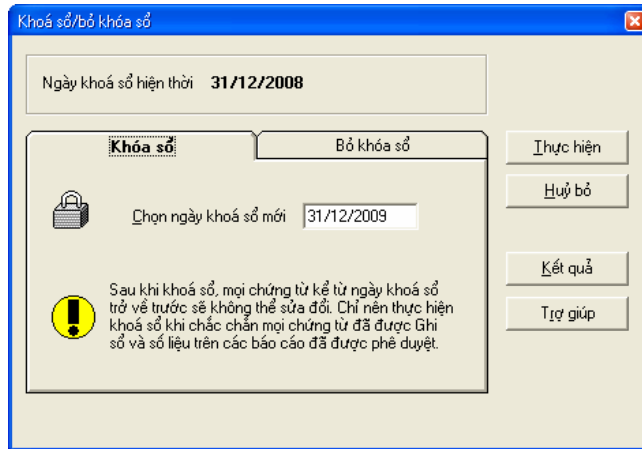 Khoá sổ/bỏ khóa sổ
Ngày khoá sổ hiện thời 31/12/2008
Khóa sổ
Bỏ khóa sổ
Chọn ngày khoá sổ mới 31/12/2009
Sau khi khoá sổ, mọi chứng từ kể từ ngày khoá sổ
trở về trước sẽ không thể sửa đổi. Chỉ nên thực hiện
khoá sổ khi chắc chắn mọi chứng từ đã được Ghi
sổ và số liệu trên các báo cáo đã được phê duyệt.
Thực hiện
Huỷ bỏ
Kết quả
Trợ giúp